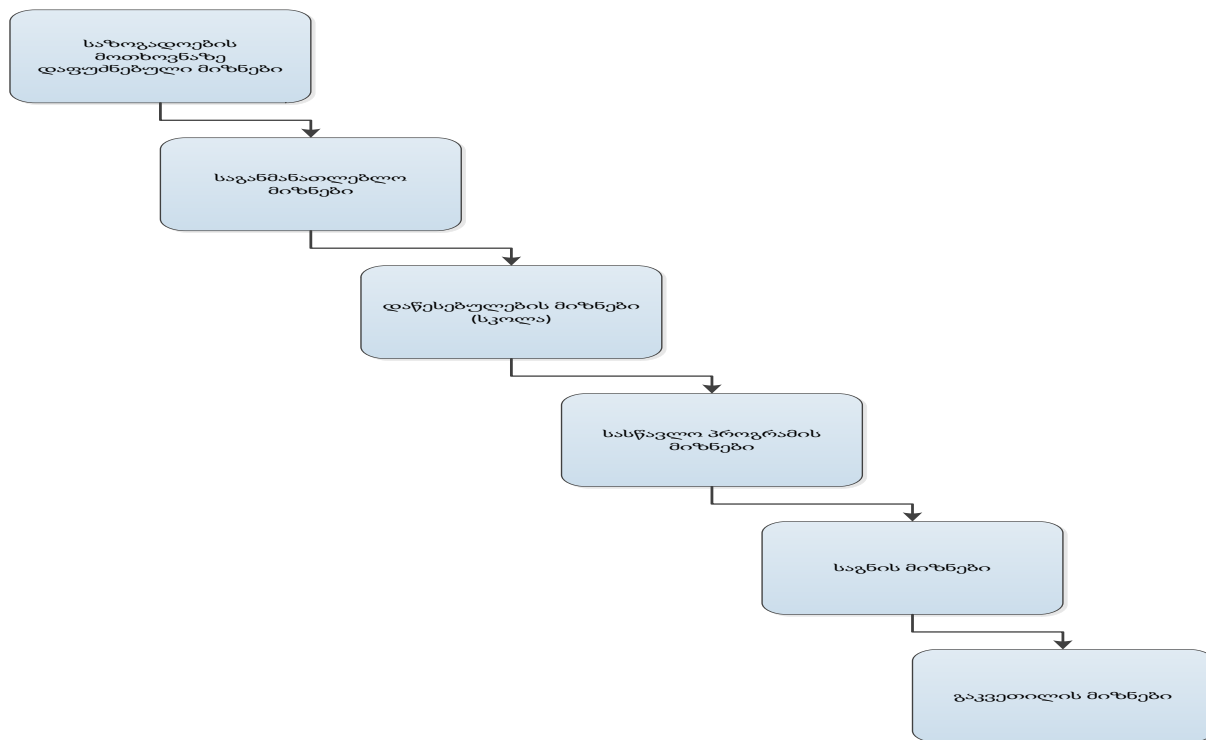 საზოგადოების
მოთხოვნაზე
დაფუძნებული მიზნები
საგანმანათლებლო
მიზნები
დაწესებულების მიზნები
(სკოლა)
სასწავლო პროგრამის
მიზნები
საგნის მიზნები
გაკვეთილის მიზნები